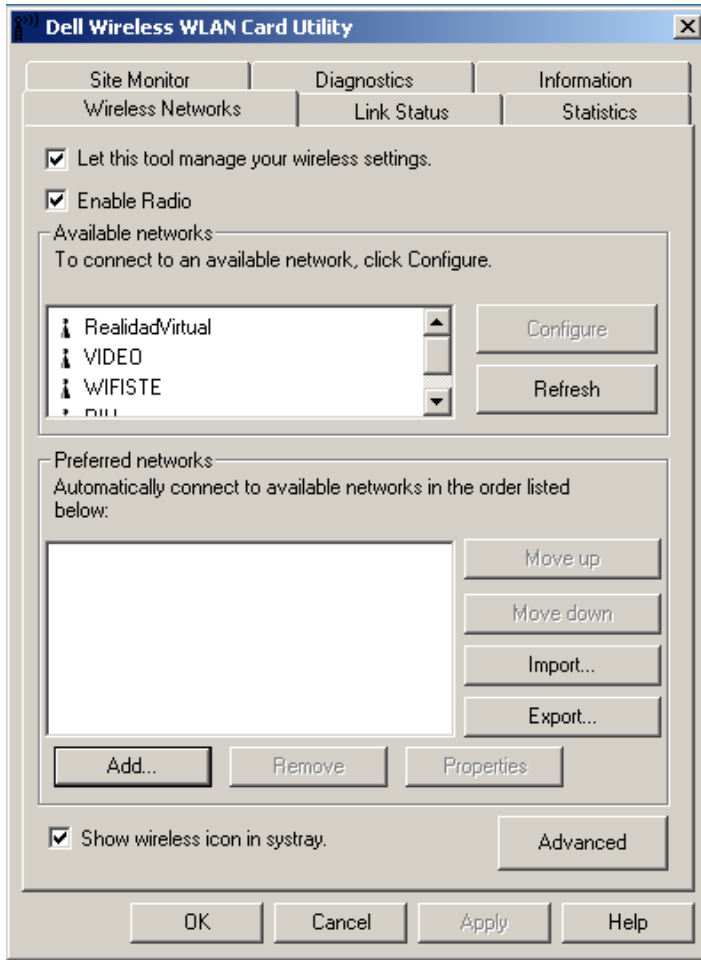 Dell Wireless WLAN Card Utility
Site Monitor
Diagnostics
Information
Wireless Networks
Link Status
Statistics
Let this tool manage your wireless settings.
Enable Radio
Available networks
To connect to an available network, click Configure.
RealidadVirtual
VIDEO
WIFISTE
Configure
Refresh
Preferred networks
Automatically connect to available networks in the order listed
below:
Move up
Move down
Import...
Export...
Add...
Remove
Properties
Show wireless icon in systray.
Advanced
OK
Cancel
Apply
Help